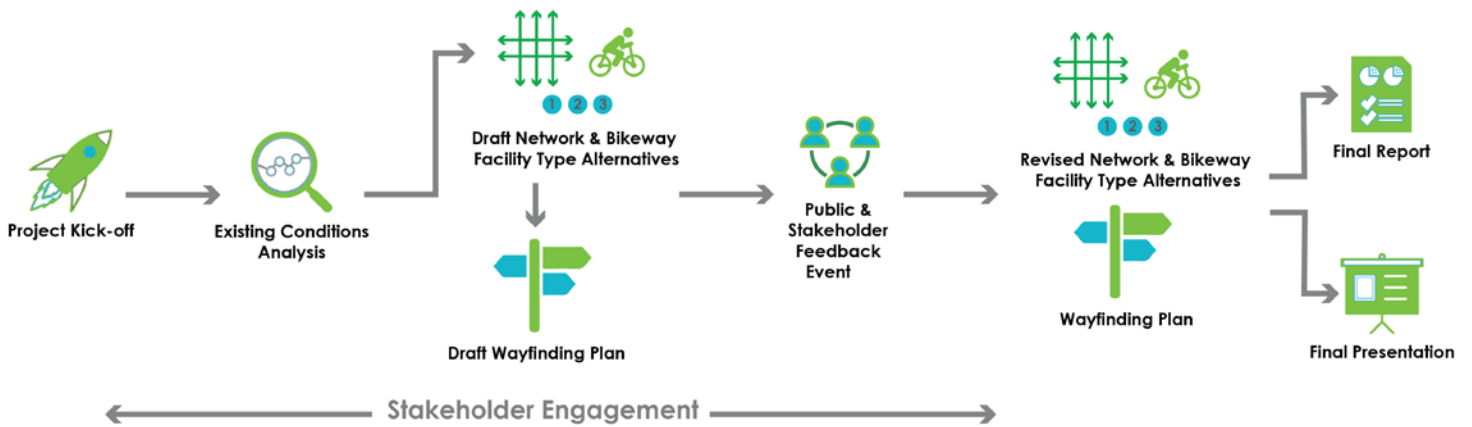 Project Kick-off
Existing Conditions
Analysis
1 2 3
Draft Network & Bikeway
Facility Type Alternatives
Draft Wayfinding Plan
Public &
Stakeholder
Feedback
Event
1 2 3
Revised Network & Bikeway
Facility Type Alternatives
Wayfinding Plan
Final Report
Final Presentation
Stakeholder Engagement